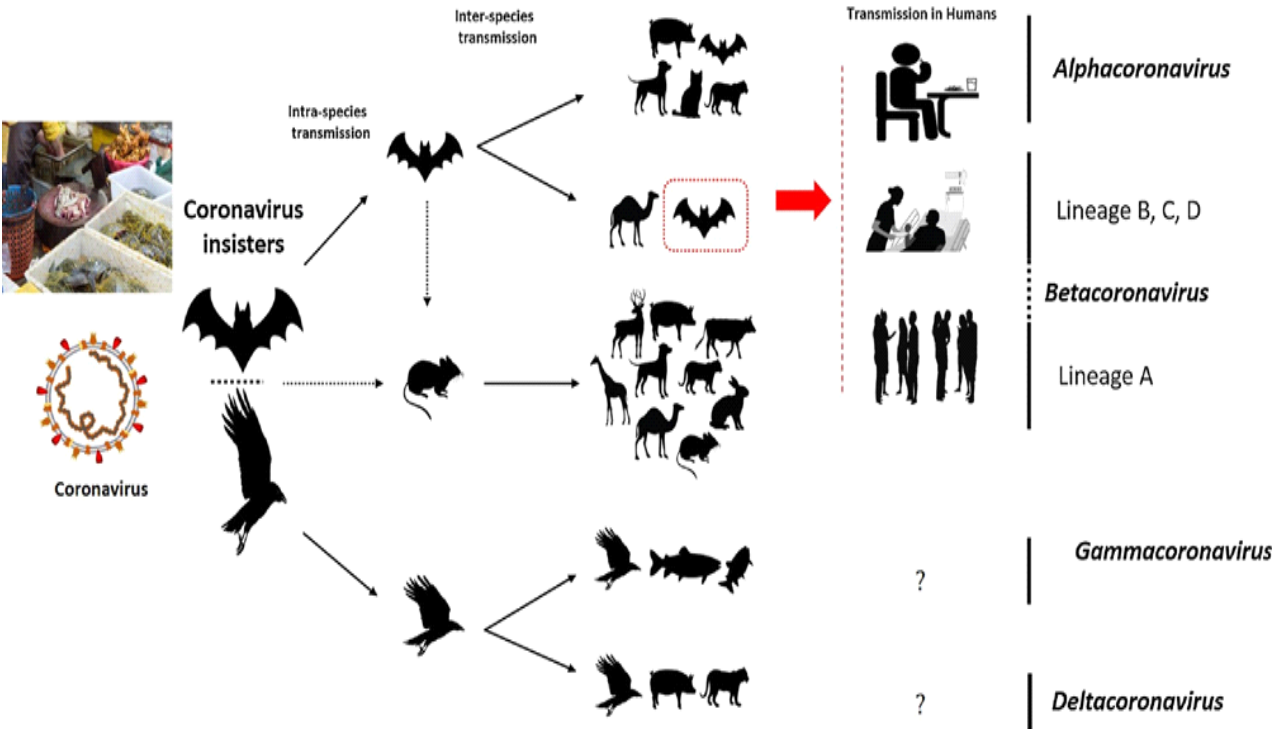 Inter-species
transmission
Transmission in Humans
Alphacoronavirus
Intra-species
transmission
Coronavirus
insisters
Lineage B, C, D
Betacoronavirus
Lineage A
Coronavirus
Gammacoronavirus
?
Deltacoronavirus
?